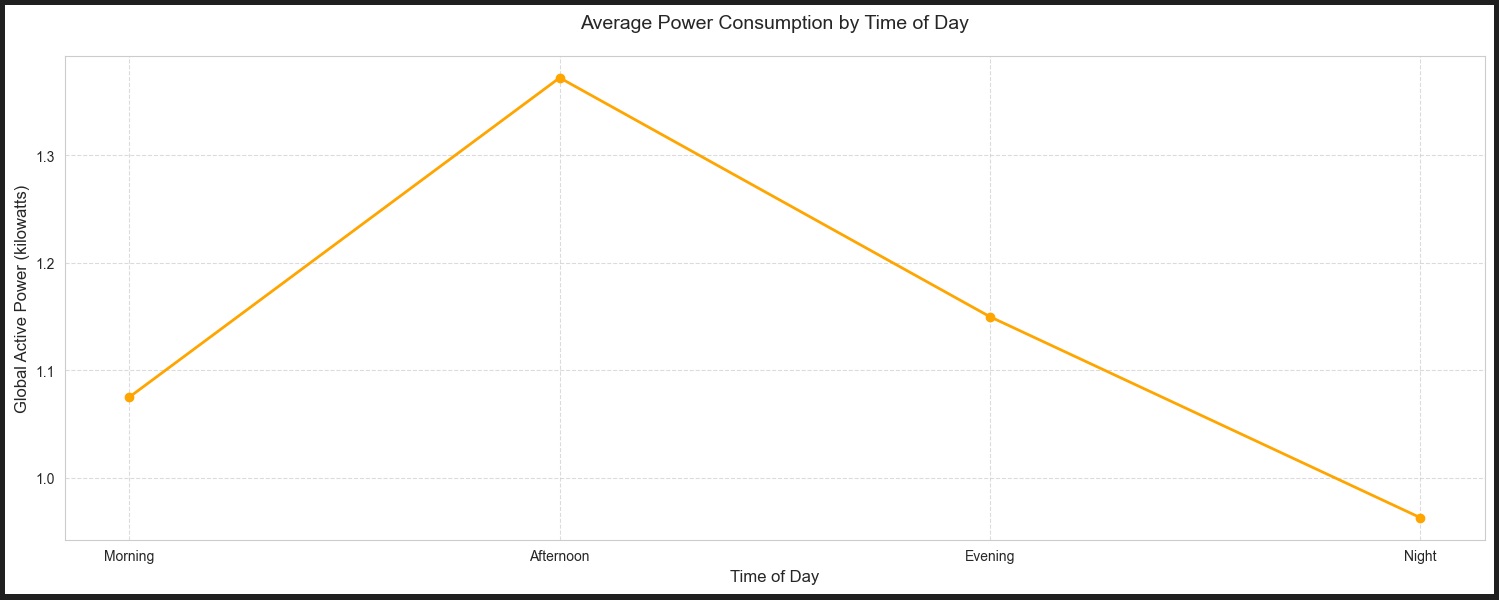 Average Power Consumption by Time of Day
Global Active Power (kilowatts)
1.3
1.2
1.1
1.0
Morning Afternoon Evening Night
Time of Day